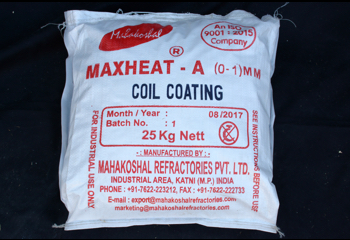 Mahakoshal
An ISO
9001 : 2015
Company
®
MAXHEAT - A (0-1)MM
COIL COATING
Month / Year : 08/2017
Batch No. : 1
25 Kg Nett
FOR INDUSTRIAL USE ONLY
SEE INSTRUCTION BEFORE USE
-: MANUFACTURED BY :-
MAHAKOSHAL REFRACTORIES PVT. LTD.
INDUSTRIAL AREA, KATNI (M.P.) INDIA
PHONE : +91-7622-223212, FAX : +91-7622-222733
E-mail : export@mahakoshalrefractories.com
marketing@mahakoshalrefractories.com